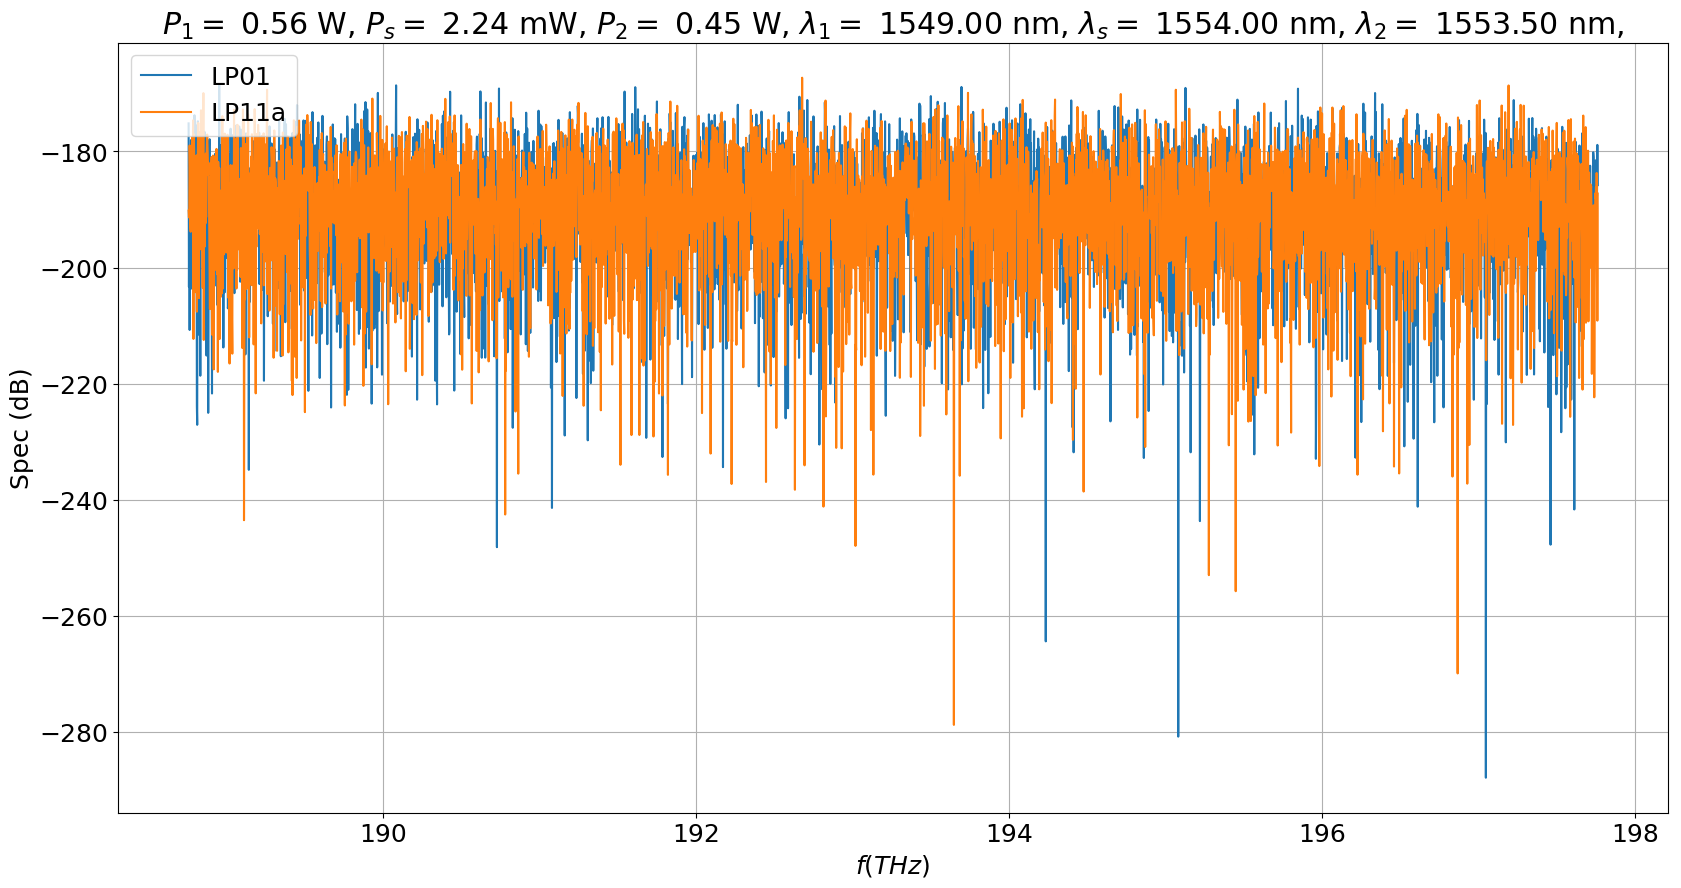 P₁ = 0.56 W, Pₛ = 2.24 mW, P₂ = 0.45 W, λ₁ = 1549.00 nm, λₛ = 1554.00 nm, λ₂ = 1553.50 nm,
LP01
LP11a
−180
−200
−220
−240
−260
−280
Spec (dB)
190 192 194 196 198
f(THz)